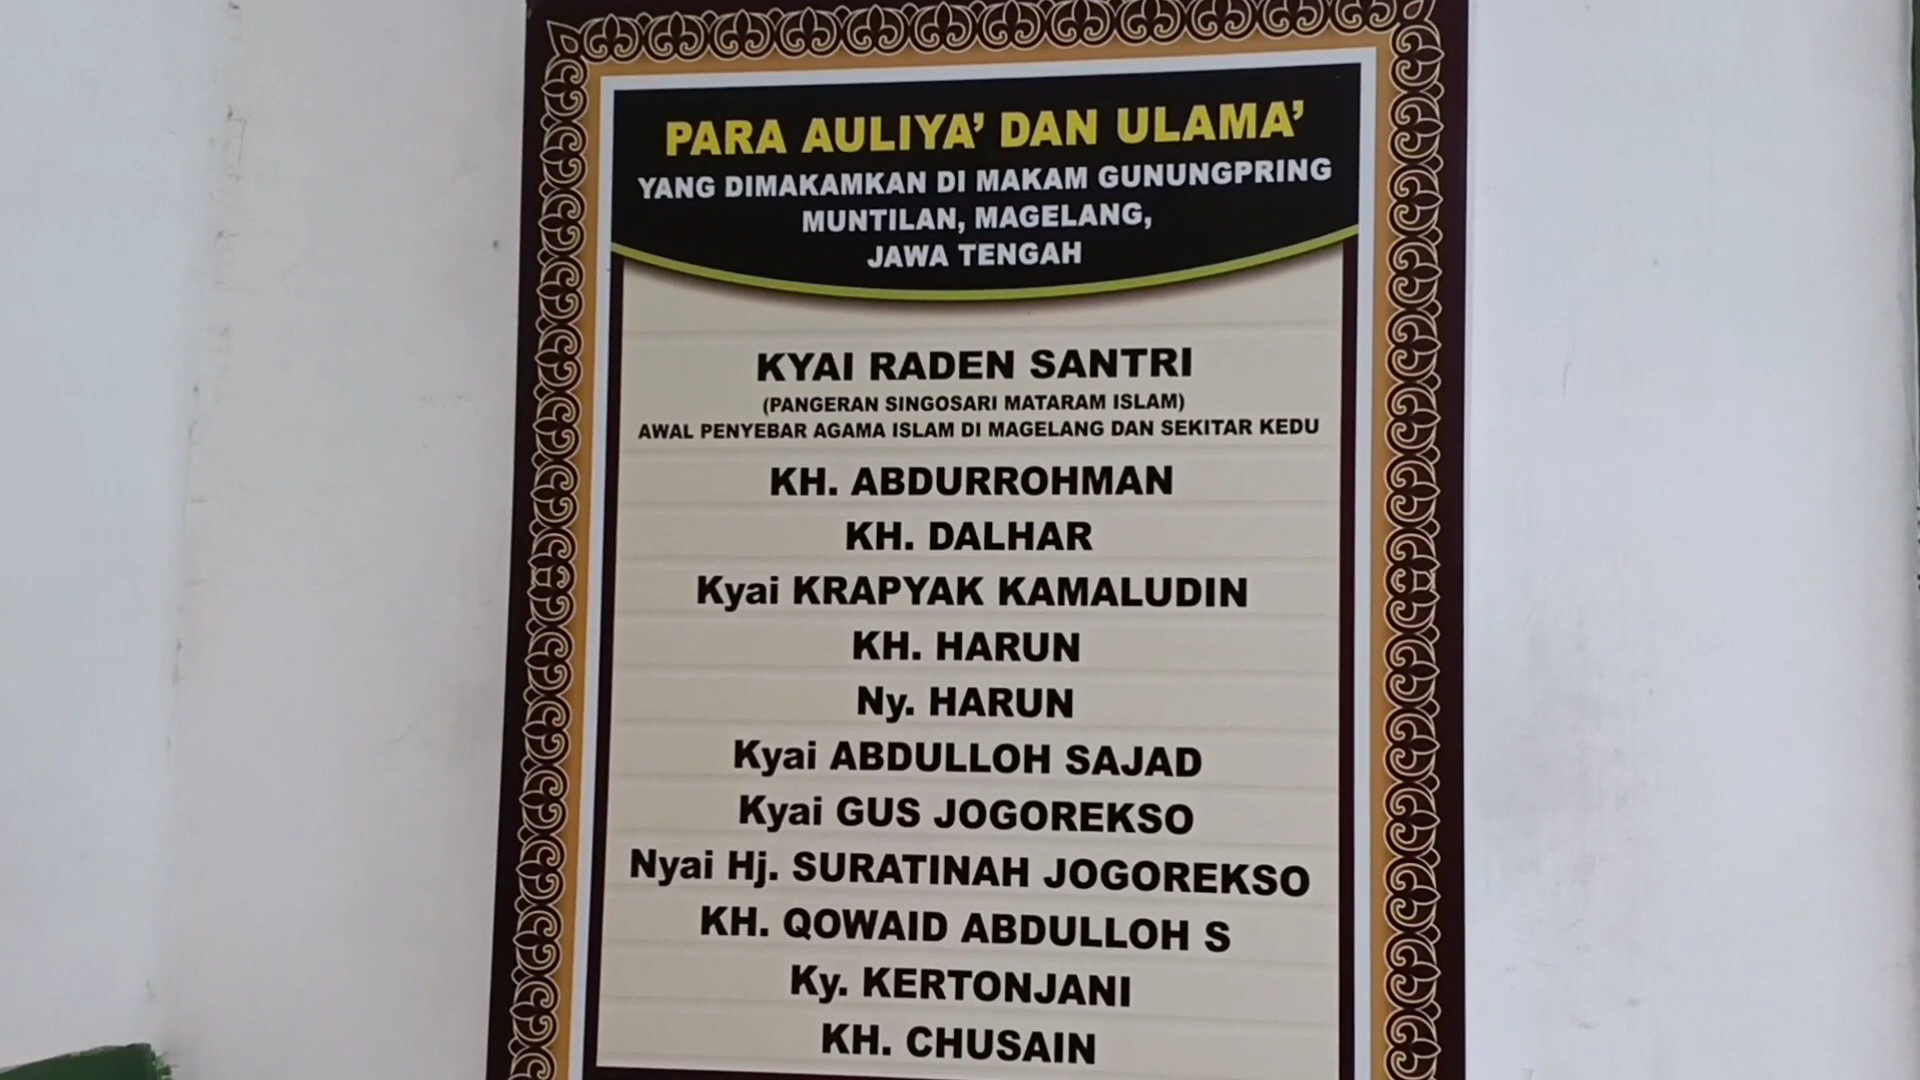 PARA AULIYA' DAN ULAMA'
YANG DIMAKAMKAN DI MAKAM GUNUNGPRING
MUNTILAN, MAGELANG,
JAWA TENGAH
KYAI RADEN SANTRI
(PANGERAN SINGOSARI MATARAM ISLAM)
AWAL PENYEBAR AGAMA ISLAM DI MAGELANG DAN SEKITAR KEDU
KH. ABDURROHMAN
KH. DALHAR
Kyai KRAPYAK KAMALUDIN
KH. HARUN
Ny. HARUN
Kyai ABDULLOH SAJAD
Kyai GUS JOGOREKSO
Nyai Hj. SURATINAH JOGOREKSO
KH. QOWAID ABDULLOH S
Ky. KERTONJANI
KH. CHUSAIN